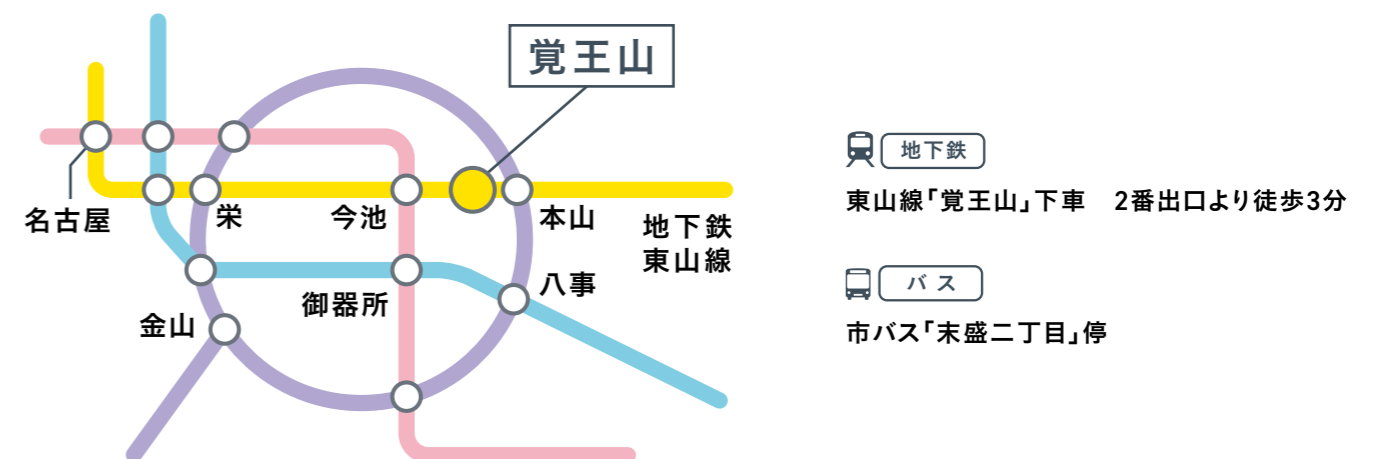 覚王山
名古屋
栄
今池
本山
地下鉄
東山線
御器所
八事
金山
地下鉄
東山線「覚王山」下車　2番出口より徒歩3分
バス
市バス「末盛二丁目」停